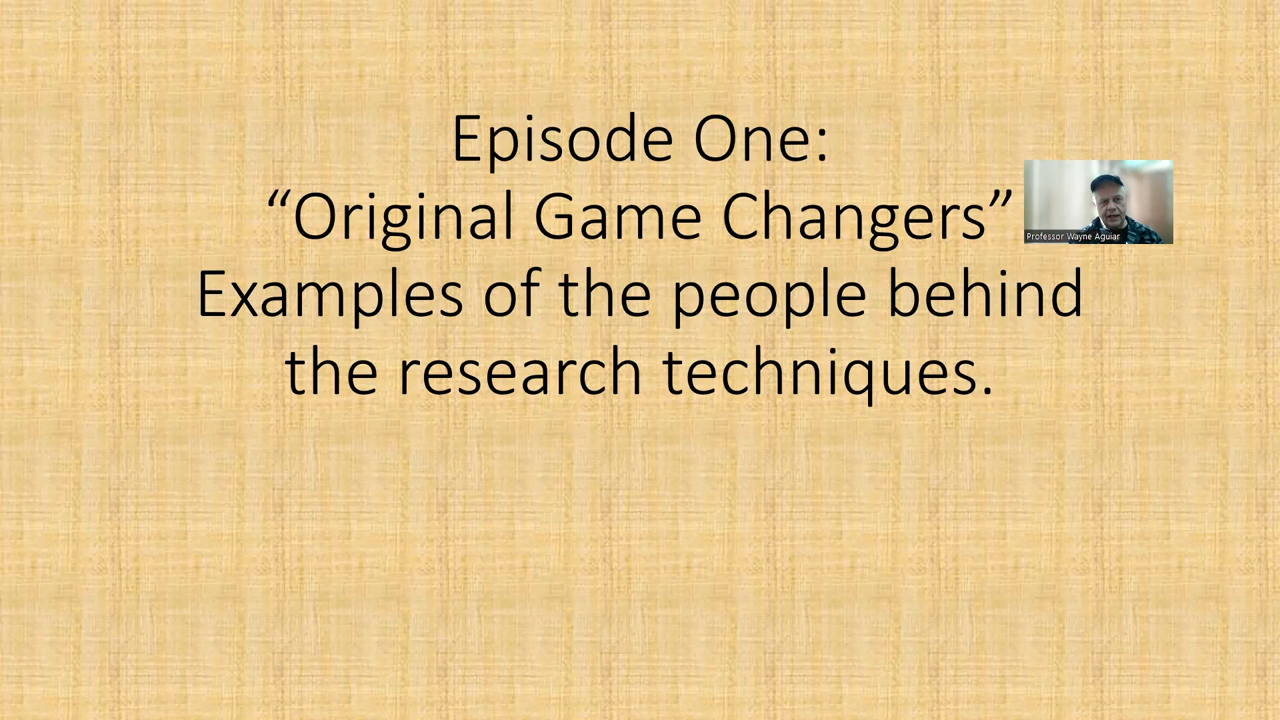 Episode One:
“Original Game Changers”
Examples of the people behind
the research techniques.
Professor Wayne Aguiar